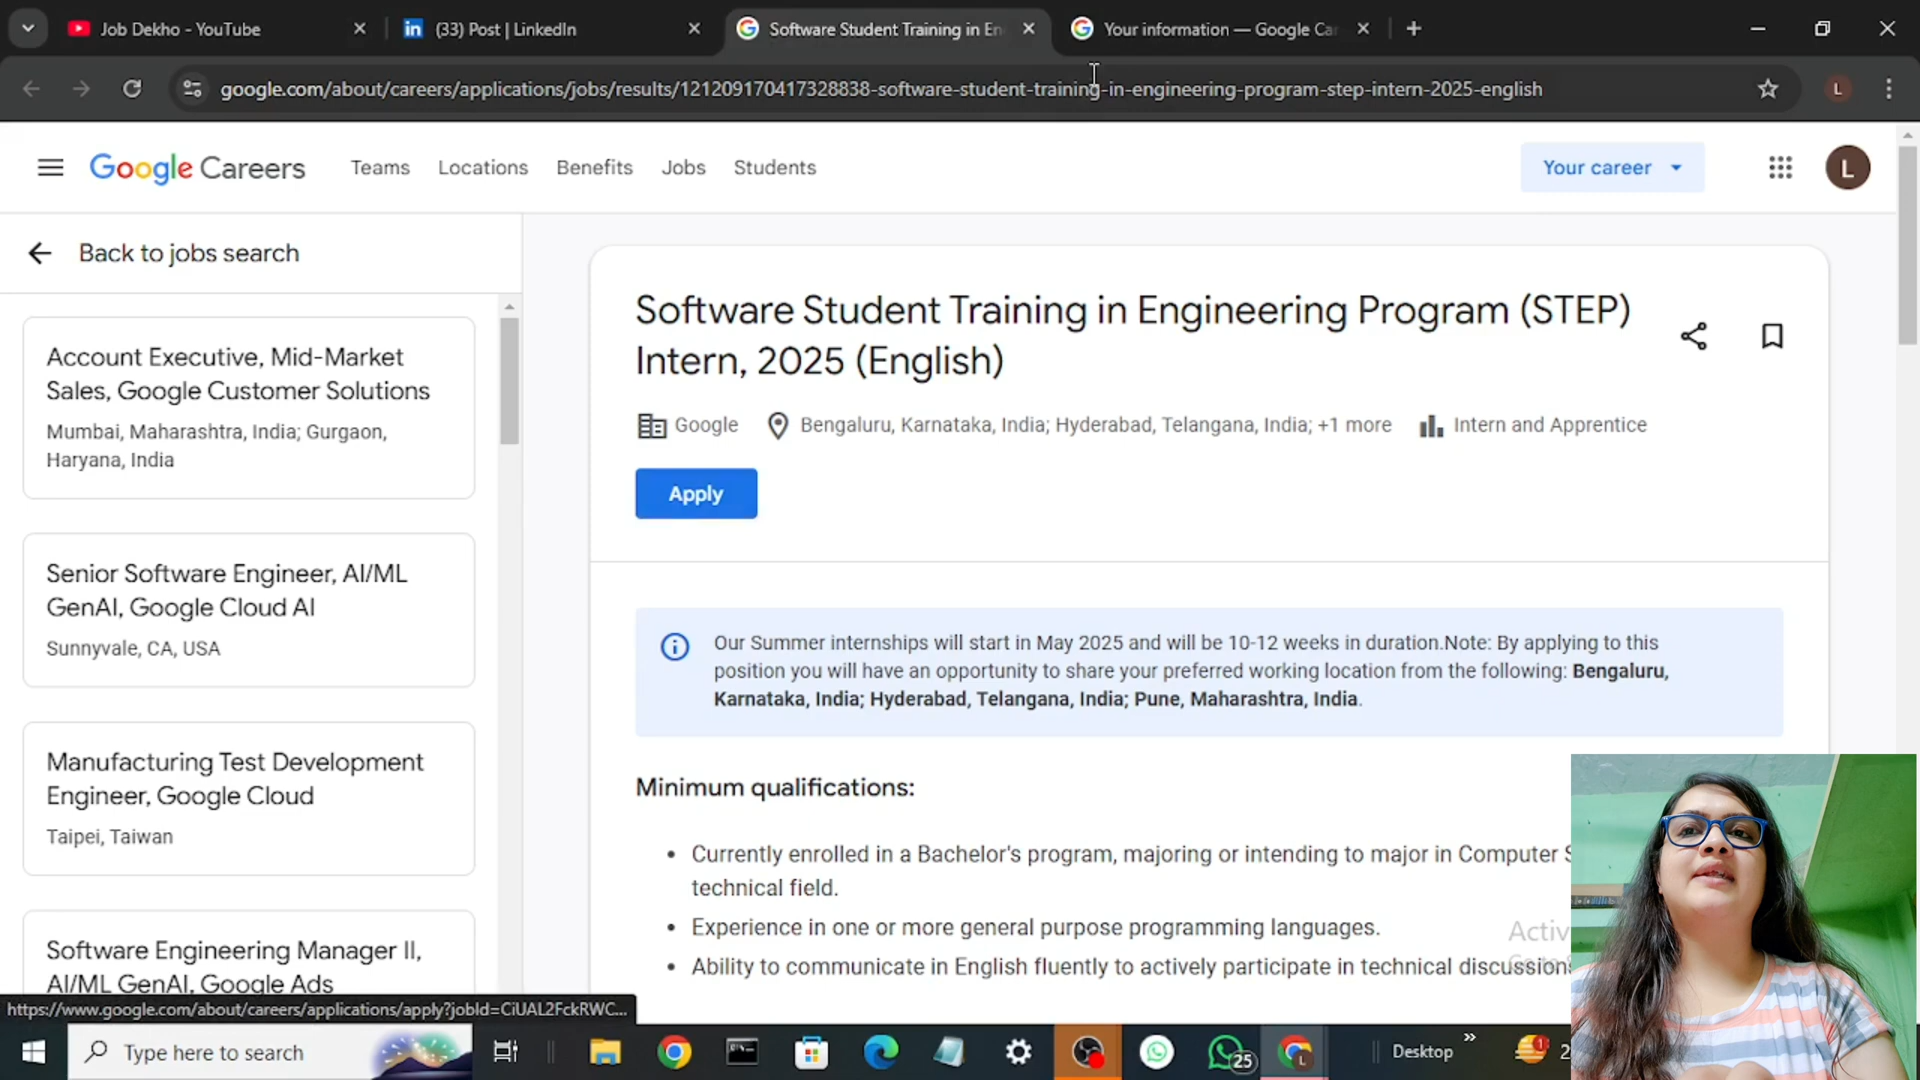 Job Dekho - YouTube
in (33) Post | LinkedIn
Software Student Training in En
Your information — Google Ca
google.com/about/careers/applications/jobs/results/121209170417328838-software-student-training-in-engineering-program-step-intern-2025-english
L
Google Careers
Teams
Locations
Benefits
Jobs
Students
Your career
L
Back to jobs search
Account Executive, Mid-Market
Sales, Google Customer Solutions
Mumbai, Maharashtra, India; Gurgaon,
Haryana, India
Senior Software Engineer, AI/ML
GenAI, Google Cloud AI
Sunnyvale, CA, USA
Manufacturing Test Development
Engineer, Google Cloud
Taipei, Taiwan
Software Engineering Manager II,
AI/ML GenAI, Google Ads
Software Student Training in Engineering Program (STEP)
Intern, 2025 (English)
Google
Bengaluru, Karnataka, India; Hyderabad, Telangana, India; +1 more
Intern and Apprentice
Apply
Our Summer internships will start in May 2025 and will be 10-12 weeks in duration.Note: By applying to this
position you will have an opportunity to share your preferred working location from the following: Bengaluru,
Karnataka, India; Hyderabad, Telangana, India; Pune, Maharashtra, India.
Minimum qualifications:
• Currently enrolled in a Bachelor's program, majoring or intending to major in Computer S
technical field.
• Experience in one or more general purpose programming languages.
• Ability to communicate in English fluently to actively participate in technical discussions
Activ
https://www.google.com/about/careers/applications/apply?jobId=CiUAL2FckRWC...
Type here to search
25
L
Desktop
1
2